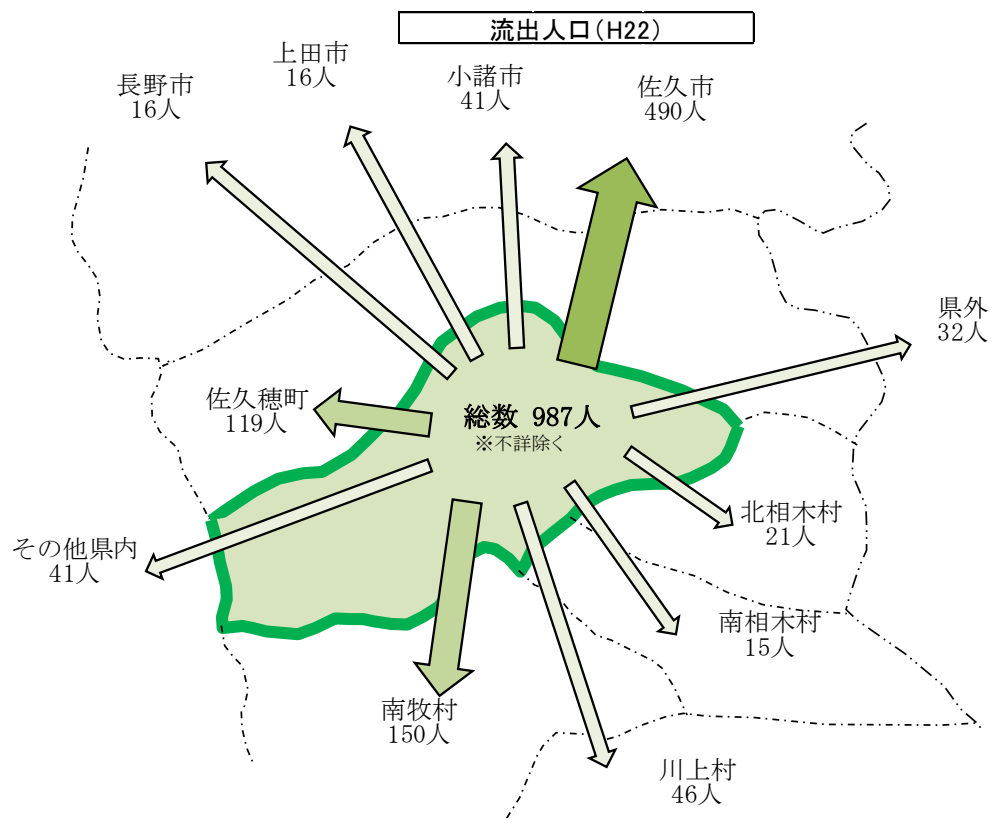 流出人口(H22)
長野市
16人
上田市
16人
小諸市
41人
佐久市
490人
県外
32人
佐久穂町
119人
総数 987人
※不詳除く
その他県内
41人
北相木村
21人
南相木村
15人
南牧村
150人
川上村
46人